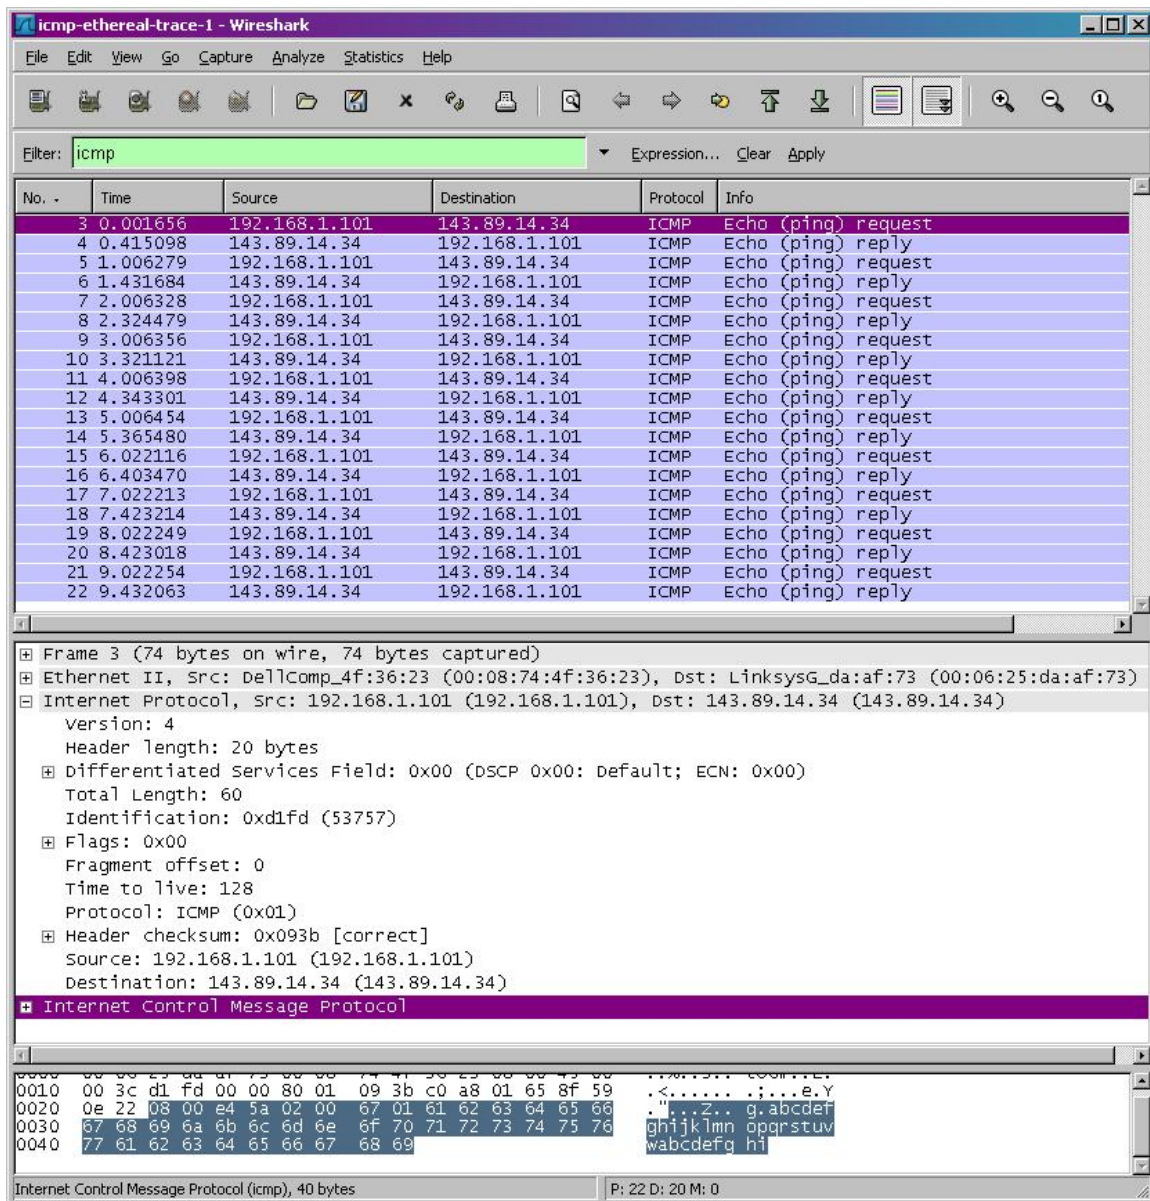 icmp-ethereal-trace-1 - Wireshark
File Edit View Go Capture Analyze Statistics Help
Filter: icmp Expression... Clear Apply
No. Time Source Destination Protocol Info
3 0.001656 192.168.1.101 143.89.14.34 ICMP Echo (ping) request
4 0.415098 143.89.14.34 192.168.1.101 ICMP Echo (ping) reply
5 1.006279 192.168.1.101 143.89.14.34 ICMP Echo (ping) request
6 1.431684 143.89.14.34 192.168.1.101 ICMP Echo (ping) reply
7 2.006328 192.168.1.101 143.89.14.34 ICMP Echo (ping) request
8 2.324479 143.89.14.34 192.168.1.101 ICMP Echo (ping) reply
9 3.006356 192.168.1.101 143.89.14.34 ICMP Echo (ping) request
10 3.321121 143.89.14.34 192.168.1.101 ICMP Echo (ping) reply
11 4.006398 192.168.1.101 143.89.14.34 ICMP Echo (ping) request
12 4.343301 143.89.14.34 192.168.1.101 ICMP Echo (ping) reply
13 5.006454 192.168.1.101 143.89.14.34 ICMP Echo (ping) request
14 5.365480 143.89.14.34 192.168.1.101 ICMP Echo (ping) reply
15 6.022116 192.168.1.101 143.89.14.34 ICMP Echo (ping) request
16 6.403470 143.89.14.34 192.168.1.101 ICMP Echo (ping) reply
17 7.022213 192.168.1.101 143.89.14.34 ICMP Echo (ping) request
18 7.423214 143.89.14.34 192.168.1.101 ICMP Echo (ping) reply
19 8.022249 192.168.1.101 143.89.14.34 ICMP Echo (ping) request
20 8.423018 143.89.14.34 192.168.1.101 ICMP Echo (ping) reply
21 9.022254 192.168.1.101 143.89.14.34 ICMP Echo (ping) request
22 9.432063 143.89.14.34 192.168.1.101 ICMP Echo (ping) reply
Frame 3 (74 bytes on wire, 74 bytes captured)
Ethernet II, Src: DellComp_4f:36:23 (00:08:74:4f:36:23), Dst: LinksysG_da:af:73 (00:06:25:da:af:73)
Internet Protocol, Src: 192.168.1.101 (192.168.1.101), Dst: 143.89.14.34 (143.89.14.34)
Version: 4
Header length: 20 bytes
Differentiated Services Field: 0x00 (DSCP 0x00: Default; ECN: 0x00)
Total Length: 60
Identification: 0xd1fd (53757)
Flags: 0x00
Fragment offset: 0
Time to live: 128
Protocol: ICMP (0x01)
Header checksum: 0x093b [correct]
Source: 192.168.1.101 (192.168.1.101)
Destination: 143.89.14.34 (143.89.14.34)
Internet Control Message Protocol
0010 00 3c d1 fd 00 00 80 01 09 3b c0 a8 01 65 8f 59 .<...... .;...e.Y
0020 0e 22 08 00 e4 5a 02 00 67 01 61 62 63 64 65 66 ."...Z.. g.abcdef
0030 67 68 69 6a 6b 6c 6d 6e 6f 70 71 72 73 74 75 76 ghijklmn opqrstuv
0040 77 61 62 63 64 65 66 67 68 69 wabcdefg hi
Internet Control Message Protocol (icmp), 40 bytes P: 22 D: 20 M: 0